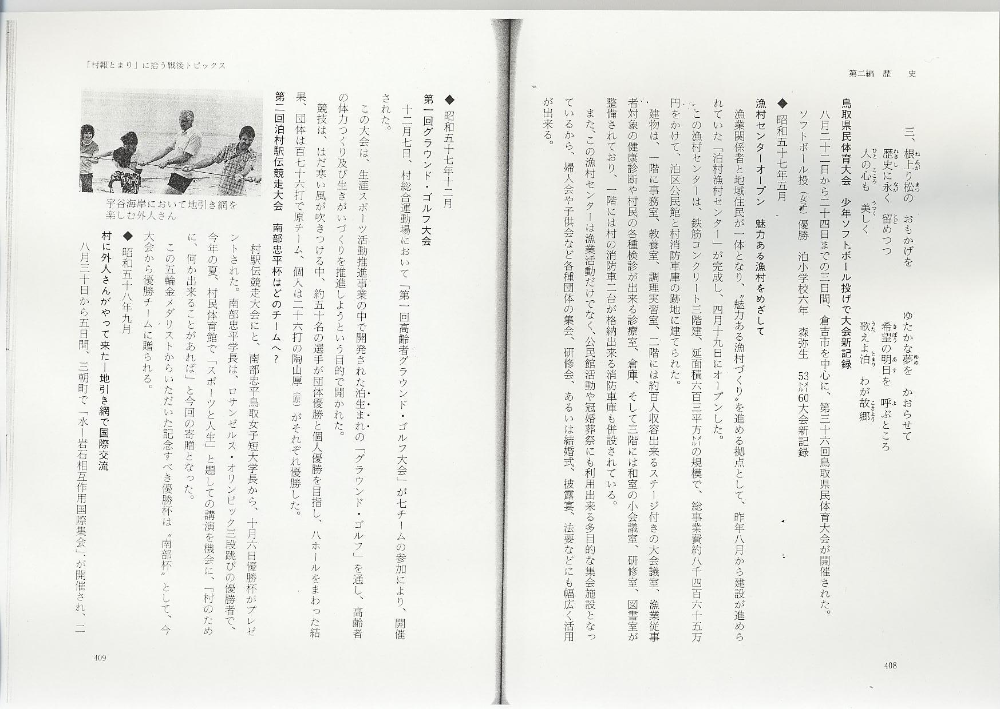 第二編　歴　史
三、根上り松の　おもかげを　ゆたかな夢を　かおらせて
歴史に永く　留めつつ　希望の明日を　呼ぶところ
人の心も　美しく　歌えよ泊　わが故郷
鳥取県民体育大会　少年ソフトボール投げで大会新記録
八月二十二日から二十四日までの三日間、倉吉市を中心に、第三十六回鳥取県民体育大会が開催された。
ソフトボール投（女子）優勝　泊小学校六年　森弥生　53メートル60大会新記録
◆　昭和五十七年五月
漁村センターオープン　魅力ある漁村をめざして
漁業関係者と地域住民が一体となり、〝魅力ある漁村づくり〟を進める拠点として、昨年八月から建設が進めら
れていた「泊村漁村センター」が完成し、四月十九日にオープンした。
この漁村センターは、鉄筋コンクリート三階建、延面積六百三平方メートルの規模で、総事業費約八千四百六十五万
円をかけて、泊区公民館と村消防車庫の跡地に建てられた。
建物は、一階に事務室、教養室、調理実習室、二階には約百人収容出来るステージ付きの大会議室、漁業従事
者対象の健康診断や村民の各種検診が出来る診療室、倉庫、そして三階には和室の小会議室、研修室、図書室が
整備されており、一階には村の消防車二台が格納出来る消防車庫も併設されている。
また、この漁村センターは漁業活動だけでなく、公民館活動や冠婚葬祭にも利用出来る多目的な集会施設となっ
ているから、婦人会や子供会など各種団体の集会、研修会、あるいは結婚式、披露宴、法要などにも幅広く活用
が出来る。
408
「村報とまり」に拾う戦後トピックス
◆　昭和五十七年十二月
第一回グラウンド・ゴルフ大会
十二月七日、村総合運動場において「第一回高齢者グラウンド・ゴルフ大会」が七チームの参加により、開催
された。
この大会は、生涯スポーツ活動推進事業の中で開発された泊生まれの「グラウンド・ゴルフ」を通し、高齢者
の体力つくり及び生きがいづくりを推進しようという目的で開かれた。
競技は、はだ寒い風が吹きつける中、約五十名の選手が団体優勝と個人優勝を目指し、八ホールをまわった結
果、団体は百七十六打で原チーム、個人は二十六打の陶山厚（原）がそれぞれ優勝した。
第二回泊村駅伝競走大会　南部忠平杯はどのチームへ？
村駅伝競走大会にと、南部忠平鳥取女子短大学長から、十月六日優勝杯がプレゼ
ントされた。南部忠平学長は、ロサンゼルス・オリンピック三段跳びの優勝者で、
今年の夏、村民体育館で「スポーツと人生」と題しての講演を機会に、「村のため
に、何か出来ることがあれば」と今回の寄贈となった。
この五輪金メダリストからいただいた記念すべき優勝杯は〝南部杯〟として、今
大会から優勝チームに贈られる。
◆　昭和五十八年九月
村に外人さんがやって来た―地引き網で国際交流
八月三十日から五日間、三朝町で「水―岩石相互作用国際集会」が開催され、二
宇谷海岸において地引き網を
楽しむ外人さん
409